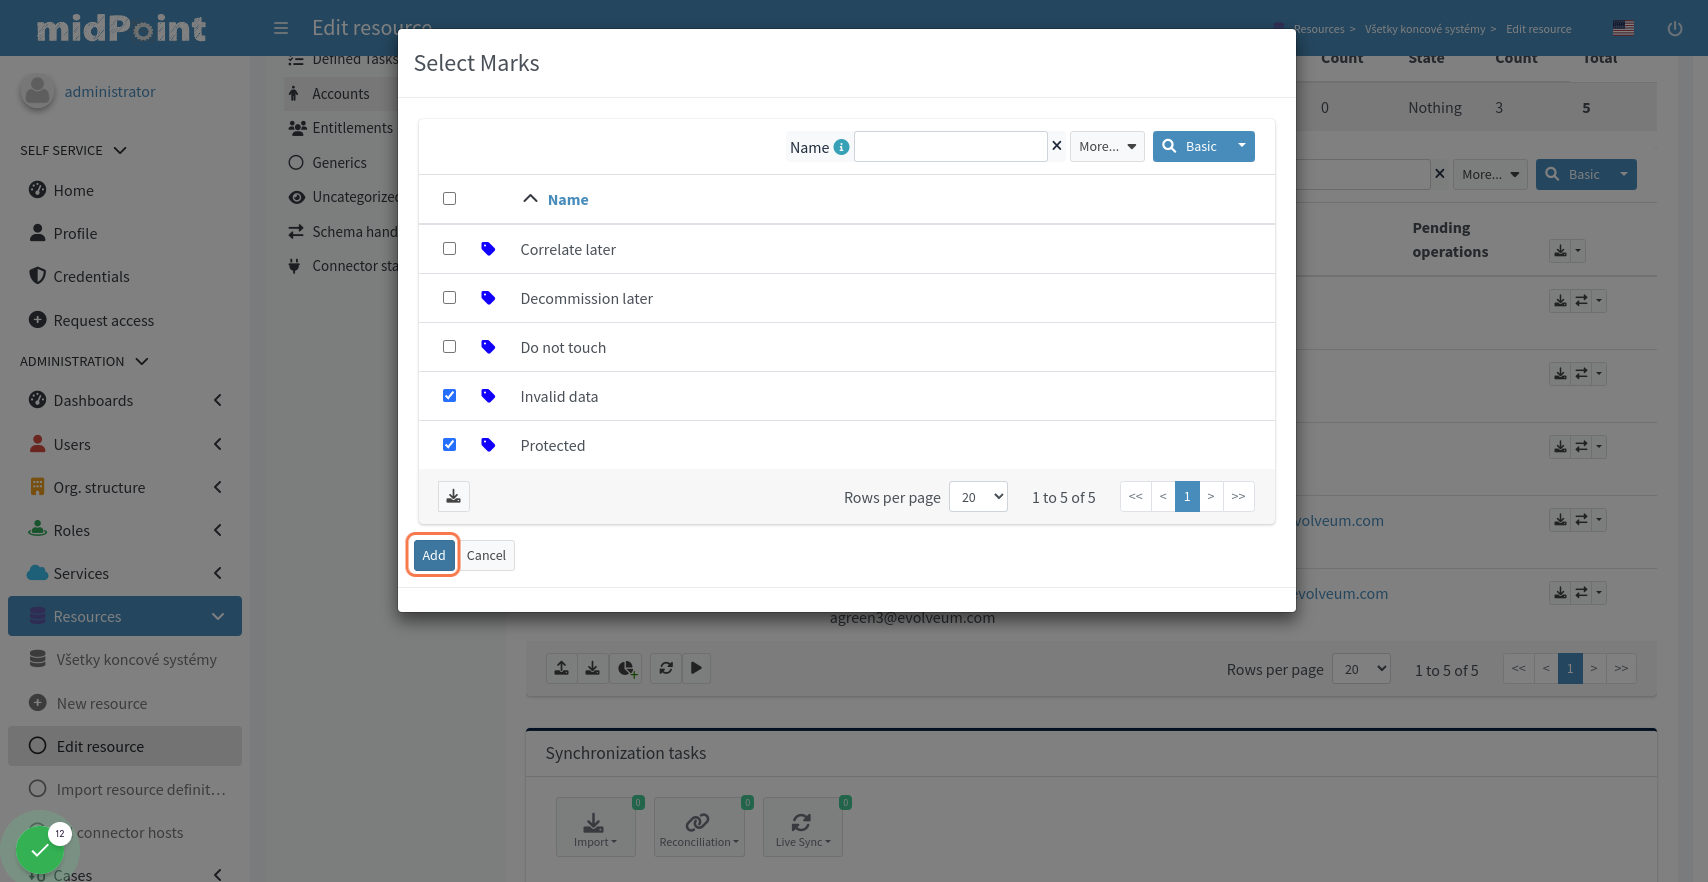 midPoint
Edit resource
Resources > Všetky koncové systémy > Edit resource
administrator
SELF SERVICE
Home
Profile
Credentials
Request access
ADMINISTRATION
Dashboards
Users
Org. structure
Roles
Services
Resources
Všetky koncové systémy
New resource
Edit resource
Import resource definit...
connector hosts
12
Cases
Defined Tasks
Accounts
Entitlements
Generics
Uncategorized
Schema hand
Connector sta
Select Marks
Name
More...
Basic
Name
Correlate later
Decommission later
Do not touch
Invalid data
Protected
Rows per page 20 1 to 5 of 5 << < 1 > >>
Add Cancel
Count State Count Total
0 Nothing 3 5
More... Basic
Pending
operations
volveum.com
evolveum.com
agreen3@evolveum.com
Rows per page 20 1 to 5 of 5 << < 1 > >>
Synchronization tasks
0 0 0
Import Reconciliation Live Sync